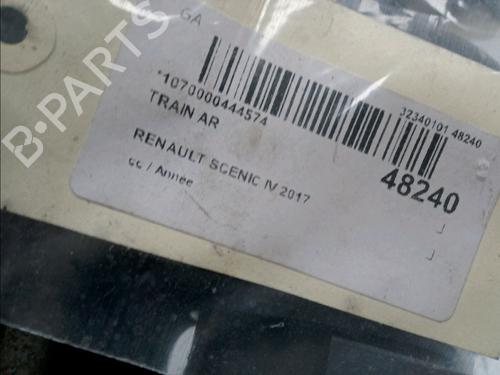 GA
*1070000444574
32340101 48240
TRAIN AR
48240
RENAULT SCENIC IV 2017
cc / Année
B-PARTS